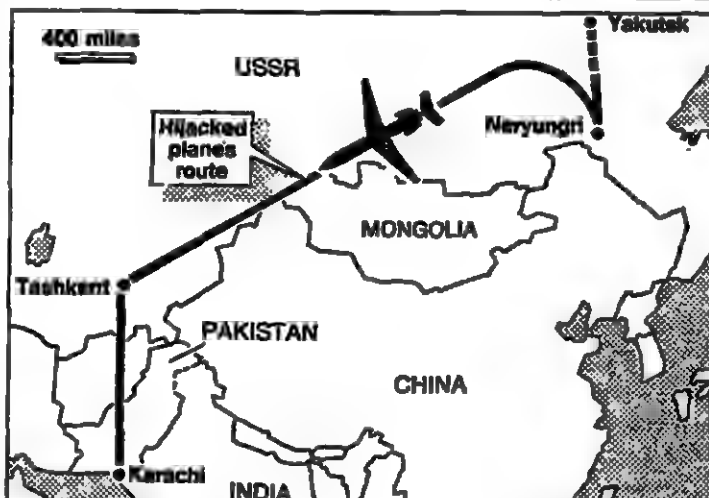 400 miles
Yakutsk
USSR
Neryungri
Hijacked
plane's
route
MONGOLIA
Tashkent
PAKISTAN
CHINA
Karachi
INDIA